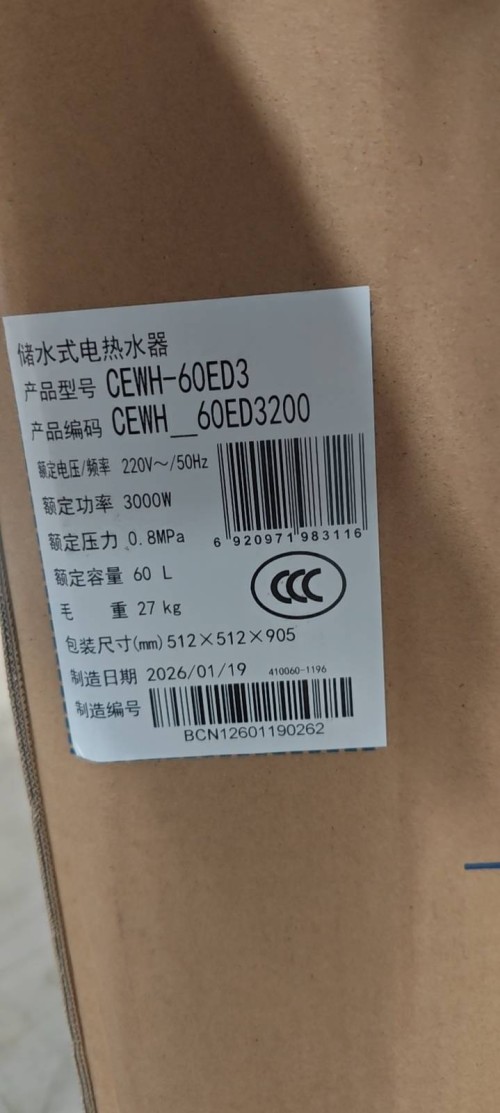 储水式电热水器
产品型号 CEWH-60ED3
产品编码 CEWH__60ED3200
额定电压/频率 220V～/50Hz
额定功率 3000W
额定压力 0.8MPa
6 920971 983116
额定容量 60 L
CCC
毛 重 27 kg
包装尺寸(mm) 512×512×905
制造日期 2026/01/19 410060-1196
制造编号
BCN12601190262